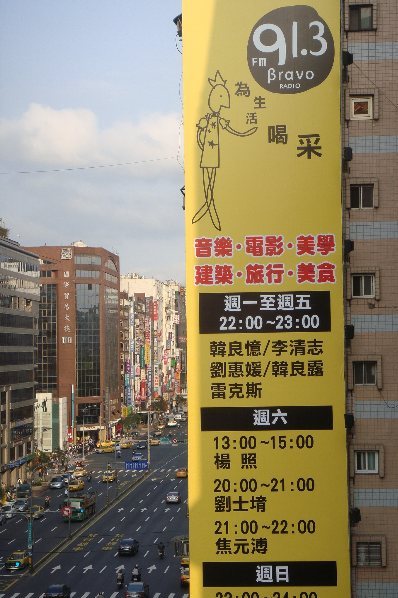 91.3
FM
Bravo
RADIO
為生活
喝采
音樂·電影·美學
建築·旅行·美食
週一至週五
22:00~23:00
韓良憶/李清志
劉惠媛/韓良露
雷克斯
週六
13:00~15:00
楊 照
20:00~21:00
劉士堉
21:00~22:00
焦元溥
週日